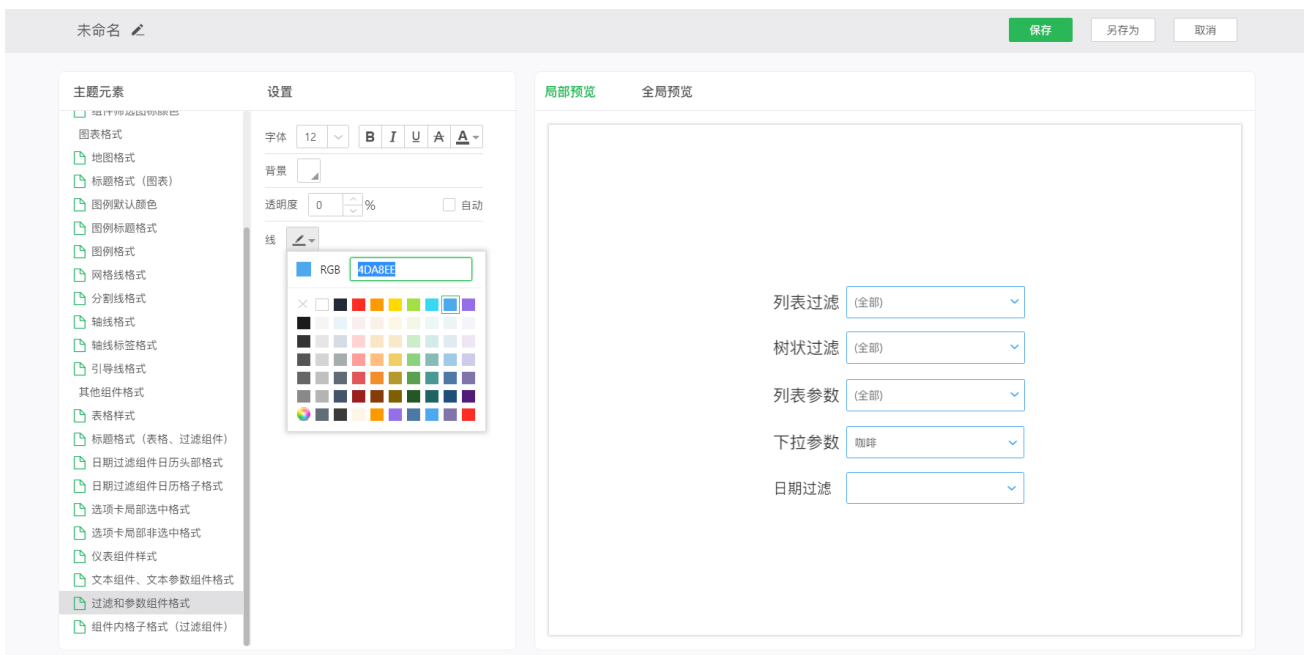 未命名
保存 另存为 取消
主题元素
设置
局部预览 全局预览
组件筛选图标颜色
图表格式
地图格式
标题格式（图表）
图例默认颜色
图例标题格式
图例格式
网格线格式
分割线格式
轴线格式
轴线标签格式
引导线格式
其他组件格式
表格样式
标题格式（表格、过滤组件）
日期过滤组件日历头部格式
日期过滤组件日历格子格式
选项卡局部选中格式
选项卡局部非选中格式
仪表组件样式
文本组件、文本参数组件格式
过滤和参数组件格式
组件内格子格式（过滤组件）
字体 12 B I U A A
背景
透明度 0 % 自动
线
RGB 4DA8EE
列表过滤 (全部)
树状过滤 (全部)
列表参数 (全部)
下拉参数 咖啡
日期过滤